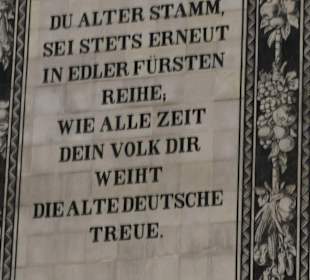 DU ALTER STAMM,
SEI STETS ERNEUT
IN EDLER FÜRSTEN
REIHE,
WIE ALLE ZEIT
DEIN VOLK DIR
WEIHT
DIE ALTE DEUTSCHE
TREUE.